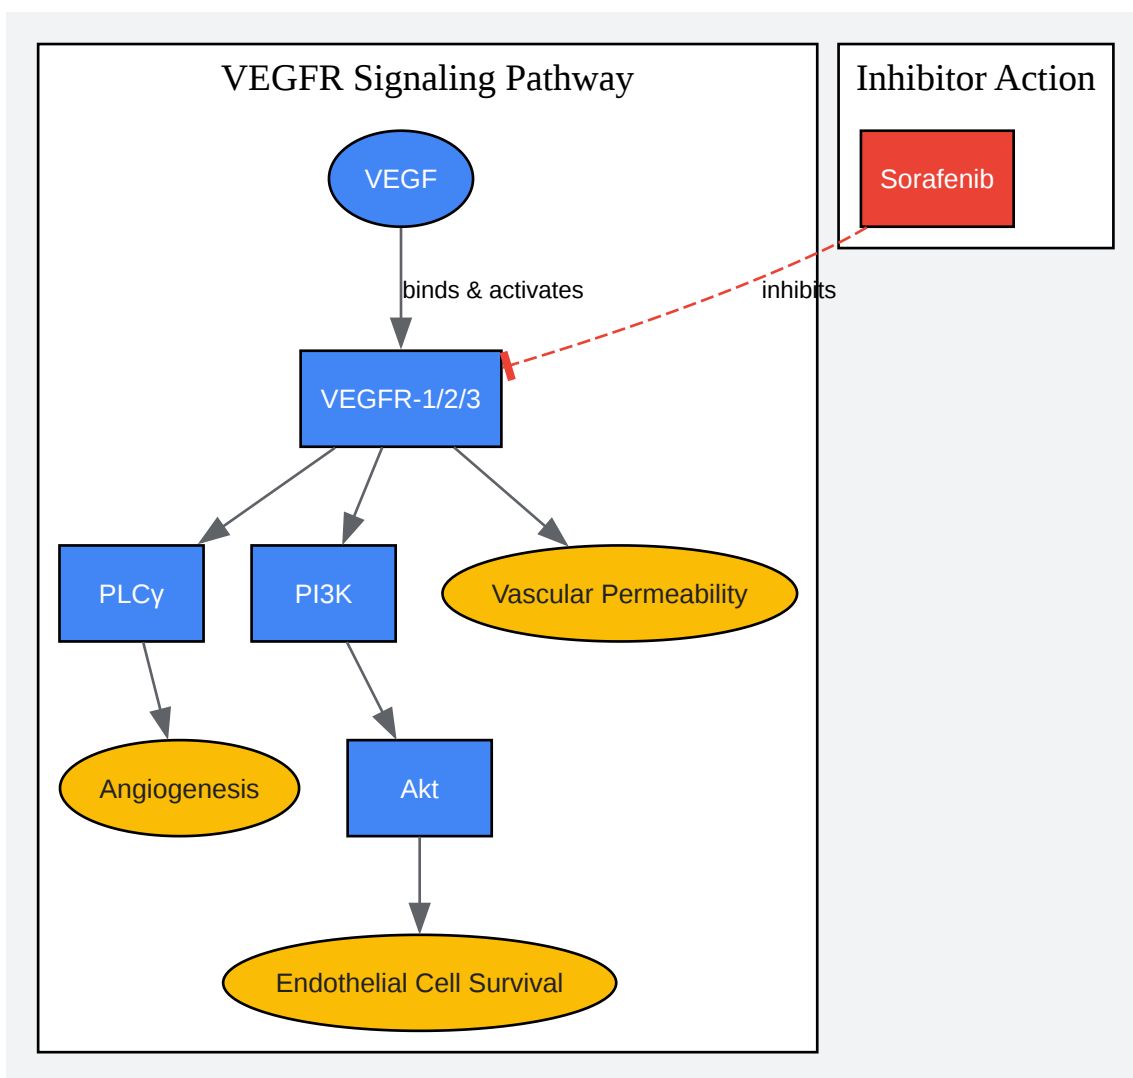 VEGFR Signaling Pathway
Inhibitor Action
VEGF
Sorafenib
binds & activates
inhibits
VEGFR-1/2/3
PLCγ
PI3K
Vascular Permeability
Angiogenesis
Akt
Endothelial Cell Survival